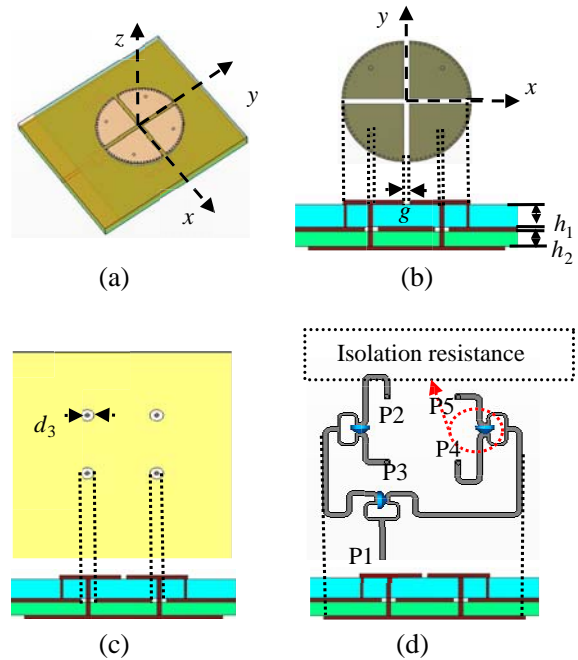 z
y
x
(a)
y
x
g
h1
h2
(b)
d3
(c)
Isolation resistance
P2
P5
P3
P4
P1
(d)